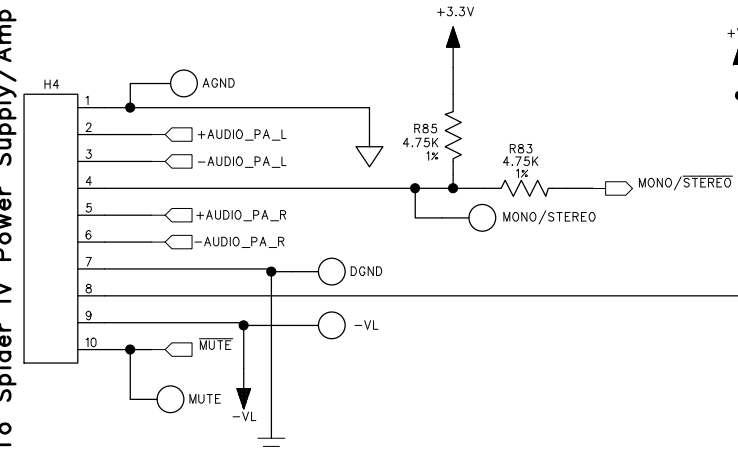 To Spider IV Power Supply/Amp
+3.3V
H4
AGND
1
2
+AUDIO_PA_L
3
-AUDIO_PA_L
R85
4.75K
1%
R83
4.75K
1%
4
MONO/STEREO
5
+AUDIO_PA_R
MONO/STEREO
6
-AUDIO_PA_R
7
DGND
8
9
-VL
10
MUTE
MUTE
-VL